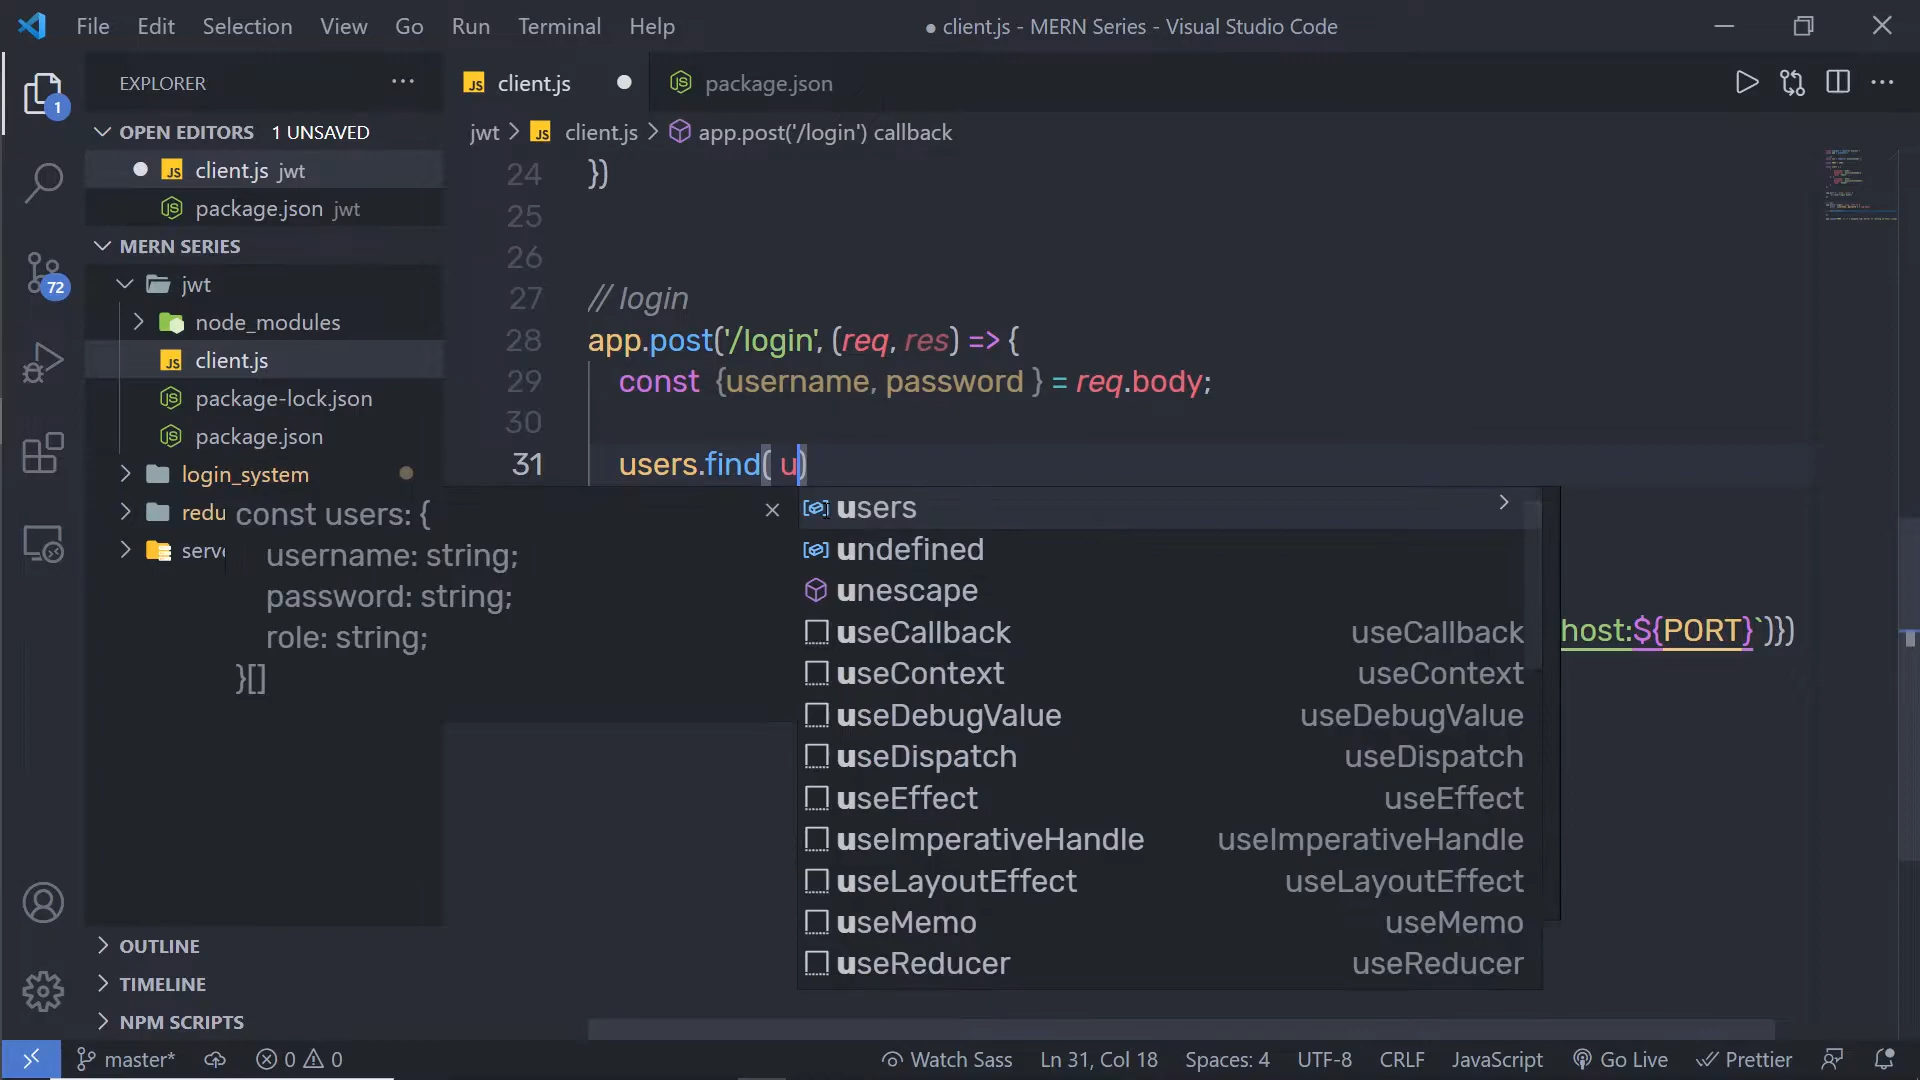 File Edit Selection View Go Run Terminal Help
● client.js - MERN Series - Visual Studio Code
EXPLORER
client.js
package.json
OPEN EDITORS 1 UNSAVED
jwt > client.js > app.post('/login') callback
client.js jwt
package.json jwt
MERN SERIES
jwt
node_modules
client.js
package-lock.json
package.json
login_system
redu
serve
1
72
24 })
25
26
27 // login
28 app.post('/login', (req, res) => {
29 const {username, password } = req.body;
30
31 users.find( u)
const users: {
username: string;
password: string;
role: string;
}[]
users
undefined
unescape
useCallback useCallback
useContext useContext
useDebugValue useDebugValue
useDispatch useDispatch
useEffect useEffect
useImperativeHandle useImperativeHandle
useLayoutEffect useLayoutEffect
useMemo useMemo
useReducer useReducer
host:${PORT}`)})
OUTLINE
TIMELINE
NPM SCRIPTS
master* 0 0 Watch Sass Ln 31, Col 18 Spaces: 4 UTF-8 CRLF JavaScript Go Live Prettier